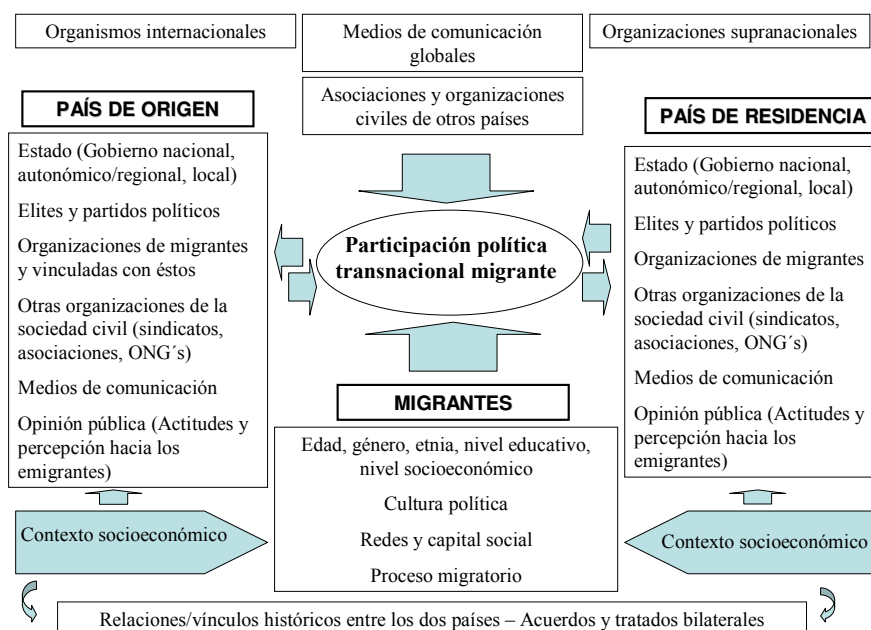 Organismos internacionales
Medios de comunicación
globales
Organizaciones supranacionales
Asociaciones y organizaciones
civiles de otros países
PAÍS DE ORIGEN
Estado (Gobierno nacional,
autonómico/regional, local)
Elites y partidos políticos
Organizaciones de migrantes
y vinculadas con éstos
Otras organizaciones de la
sociedad civil (sindicatos,
asociaciones, ONG´s)
Medios de comunicación
Opinión pública (Actitudes y
percepción hacia los
emigrantes)
Participación política
transnacional migrante
PAÍS DE RESIDENCIA
Estado (Gobierno nacional,
autonómico/regional, local)
Elites y partidos políticos
Organizaciones de migrantes
Otras organizaciones de la
sociedad civil (sindicatos,
asociaciones, ONG´s)
Medios de comunicación
Opinión pública (Actitudes y
percepción hacia los
emigrantes)
MIGRANTES
Edad, género, etnia, nivel educativo,
nivel socioeconómico
Cultura política
Redes y capital social
Proceso migratorio
Contexto socioeconómico
Contexto socioeconómico
Relaciones/vínculos históricos entre los dos países – Acuerdos y tratados bilaterales